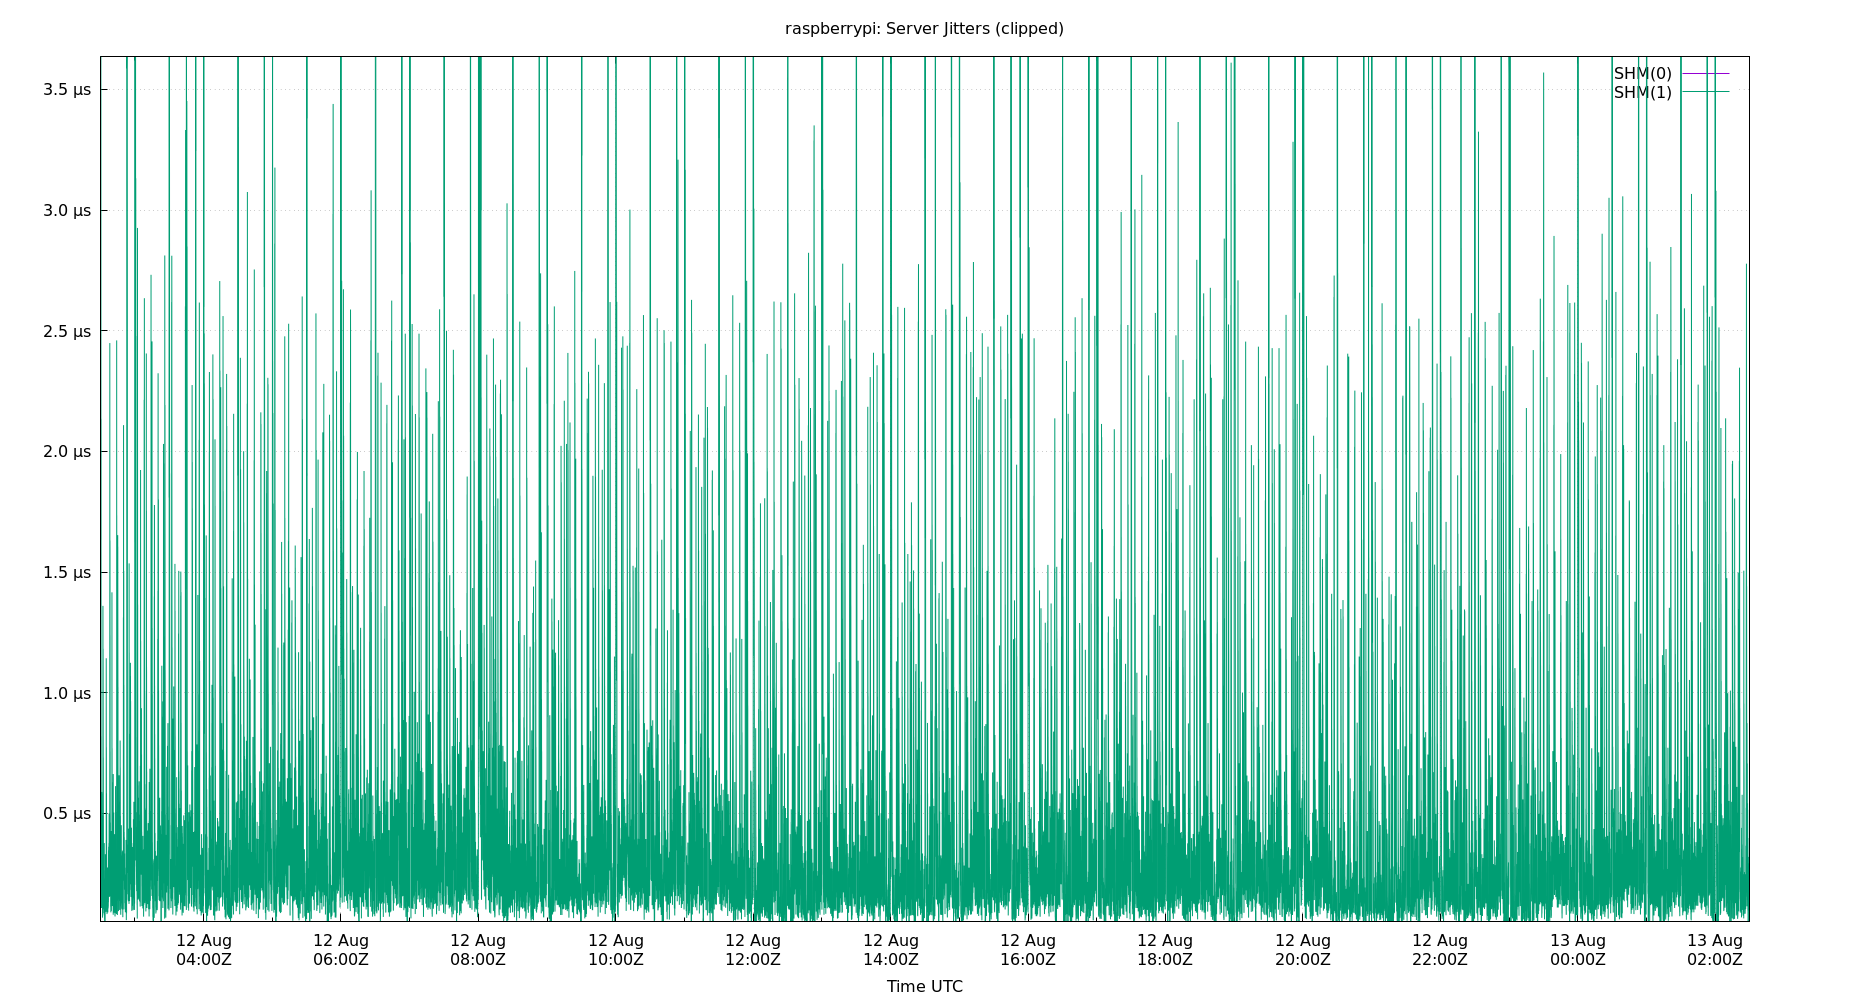 raspberrypi: Server Jitters (clipped)
SHM(0)
SHM(1)
3.5 µs
3.0 µs
2.5 µs
2.0 µs
1.5 µs
1.0 µs
0.5 µs
12 Aug 12 Aug 12 Aug 12 Aug 12 Aug 12 Aug 12 Aug 12 Aug 12 Aug 12 Aug 13 Aug 13 Aug
04:00Z 06:00Z 08:00Z 10:00Z 12:00Z 14:00Z 16:00Z 18:00Z 20:00Z 22:00Z 00:00Z 02:00Z
Time UTC